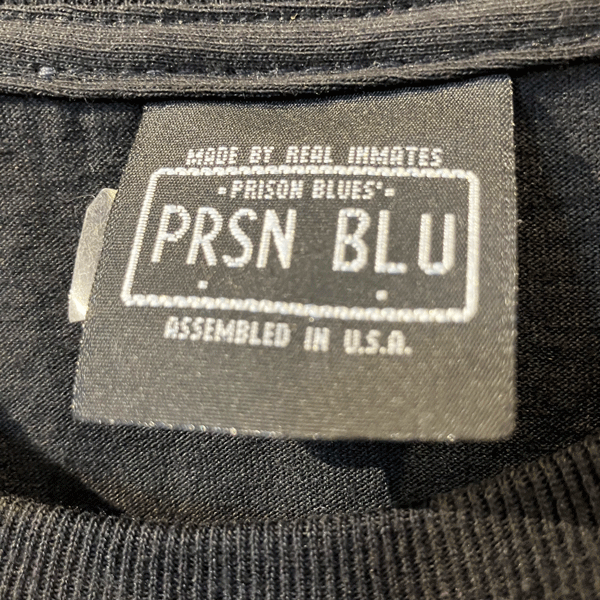 MADE BY REAL INMATES
• PRISON BLUES® •
PRSN BLU
ASSEMBLED IN U.S.A.